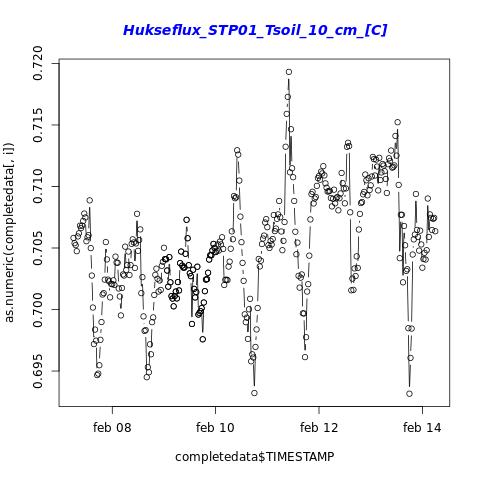 Hukseflux_STP01_Tsoil_10_cm_[C]
as.numeric(completedata[, i])
0.720
0.715
0.710
0.705
0.700
0.695
feb 08
feb 10
feb 12
feb 14
completedata$TIMESTAMP